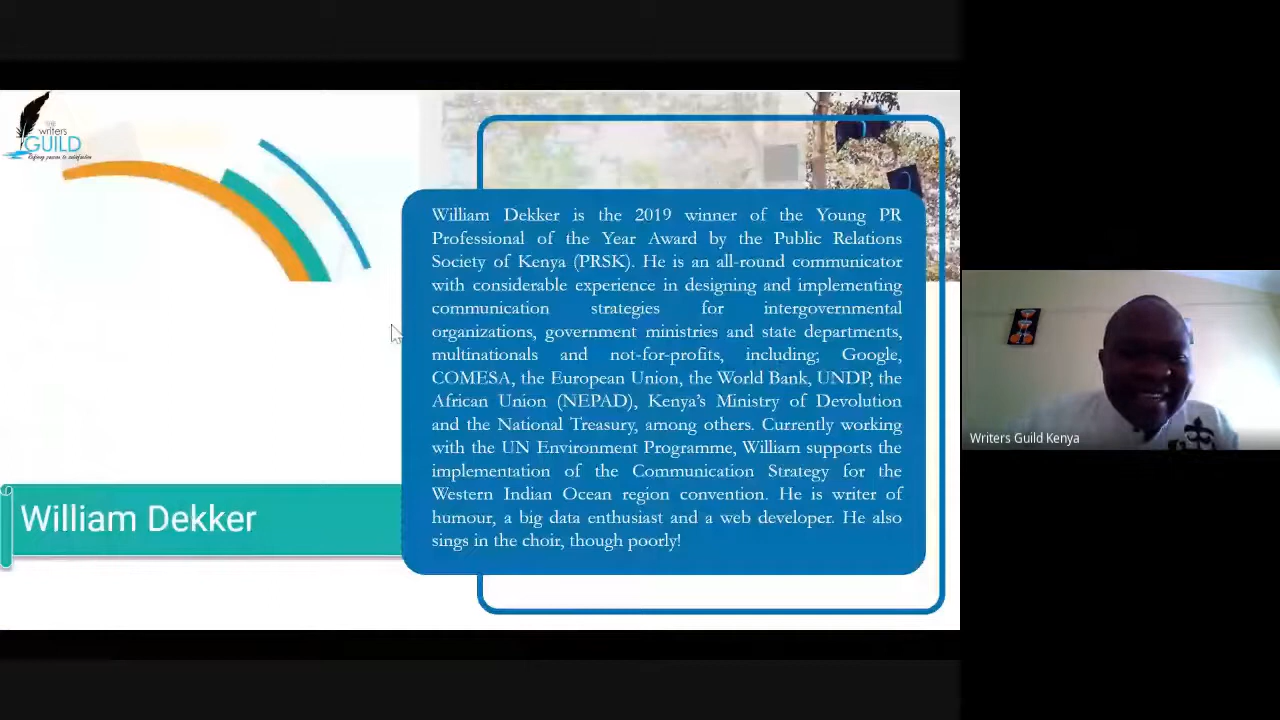 THE
writers
GUILD
William Dekker is the 2019 winner of the Young PR
Professional of the Year Award by the Public Relations
Society of Kenya (PRSK). He is an all-round communicator
with considerable experience in designing and implementing
communication strategies for intergovernmental
organizations, government ministries and state departments,
multinationals and not-for-profits, including; Google,
COMESA, the European Union, the World Bank, UNDP, the
African Union (NEPAD), Kenya's Ministry of Devolution
and the National Treasury, among others. Currently working
with the UN Environment Programme, William supports the
implementation of the Communication Strategy for the
Western Indian Ocean region convention. He is writer of
humour, a big data enthusiast and a web developer. He also
sings in the choir, though poorly!
William Dekker
Writers Guild Kenya